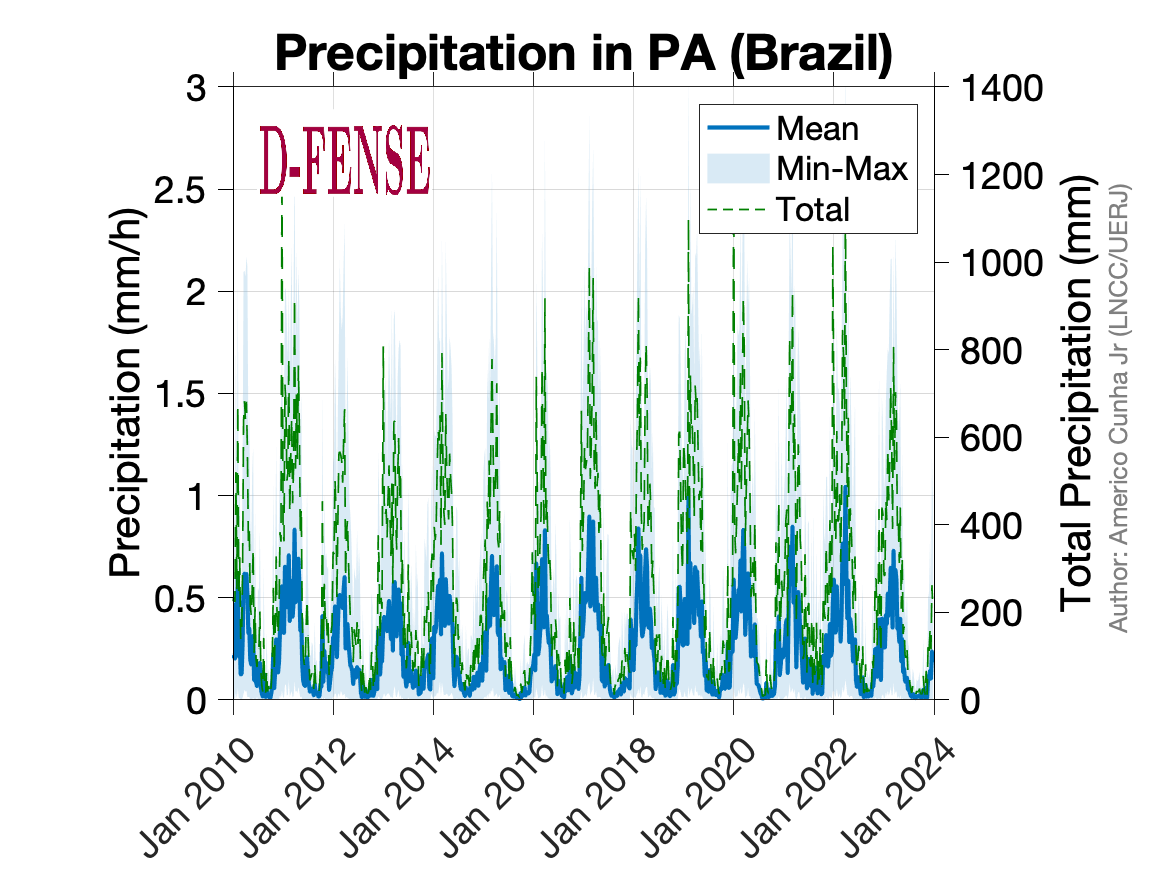 Precipitation in PA (Brazil)
D-FENSE
Mean
Min-Max
Total
3
2.5
2
1.5
1
0.5
0
Precipitation (mm/h)
1400
1200
1000
800
600
400
200
0
Total Precipitation (mm)
Author: Americo Cunha Jr (LNCC/UERJ)
Jan 2010
Jan 2012
Jan 2014
Jan 2016
Jan 2018
Jan 2020
Jan 2022
Jan 2024